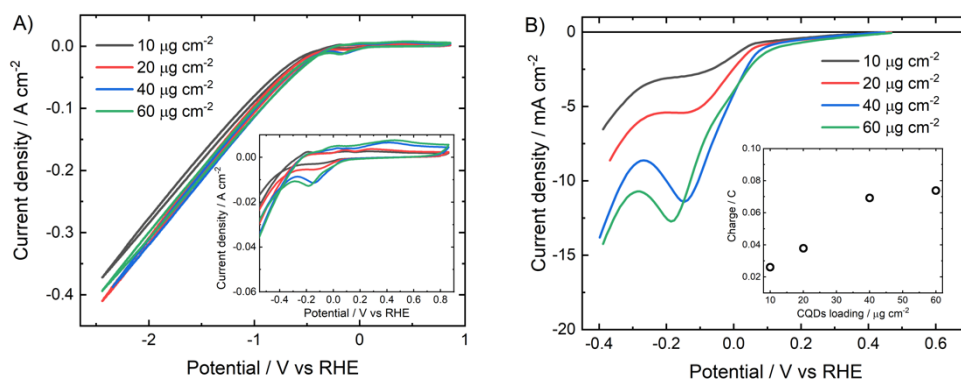 A)
10 μg cm⁻²
20 μg cm⁻²
40 μg cm⁻²
60 μg cm⁻²
Current density / A cm⁻²
0.0
-0.1
-0.2
-0.3
-0.4
-2
-1
0
1
Potential / V vs RHE
Current density / A cm⁻²
0.00
-0.02
-0.04
-0.06
-0.4
-0.2
0.0
0.2
0.4
0.6
0.8
Potential / V vs RHE
B)
10 μg cm⁻²
20 μg cm⁻²
40 μg cm⁻²
60 μg cm⁻²
Current density / mA cm⁻²
0
-5
-10
-15
-20
-0.4
-0.2
0.0
0.2
0.4
0.6
Potential / V vs RHE
Charge / C
0.10
0.08
0.06
0.04
0.02
10
20
30
40
50
60
CQDs loading / μg cm⁻²